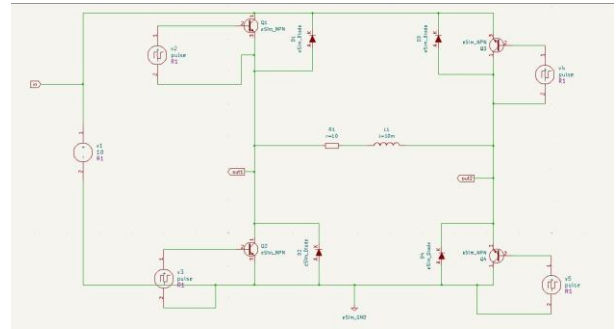 Q1
eSim_NPN
v2
pulse
R1
D1
eSim_Diode
D3
eSim_Diode
eSim_NPN
Q3
v4
pulse
R1
in
v1
10
R1
R1
r=10
L1
l=10m
out1
out2
Q2
eSim_NPN
D2
eSim_Diode
D4
eSim_Diode
eSim_NPN
Q4
v3
pulse
R1
v5
pulse
R1
eSim_GND